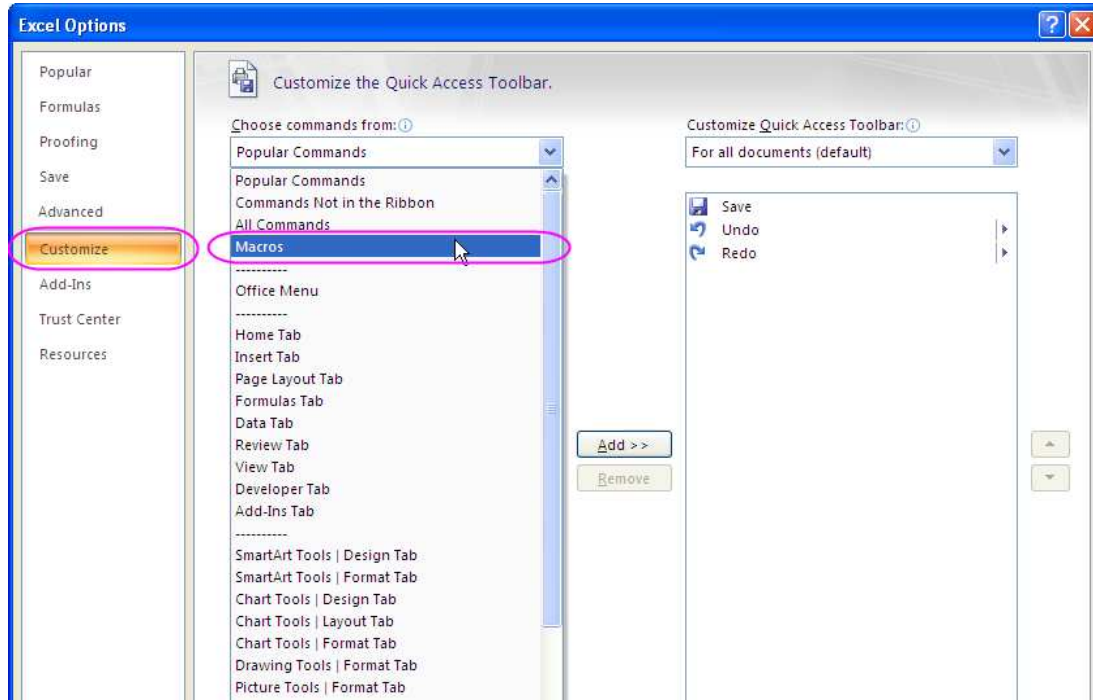 Excel Options
Popular
Formulas
Proofing
Save
Advanced
Customize
Add-Ins
Trust Center
Resources
Customize the Quick Access Toolbar.
Choose commands from:
Popular Commands
Popular Commands
Commands Not in the Ribbon
All Commands
Macros
----------
Office Menu
----------
Home Tab
Insert Tab
Page Layout Tab
Formulas Tab
Data Tab
Review Tab
View Tab
Developer Tab
Add-Ins Tab
----------
SmartArt Tools | Design Tab
SmartArt Tools | Format Tab
Chart Tools | Design Tab
Chart Tools | Layout Tab
Chart Tools | Format Tab
Drawing Tools | Format Tab
Picture Tools | Format Tab
Add >>
Remove
Customize Quick Access Toolbar:
For all documents (default)
Save
Undo
Redo